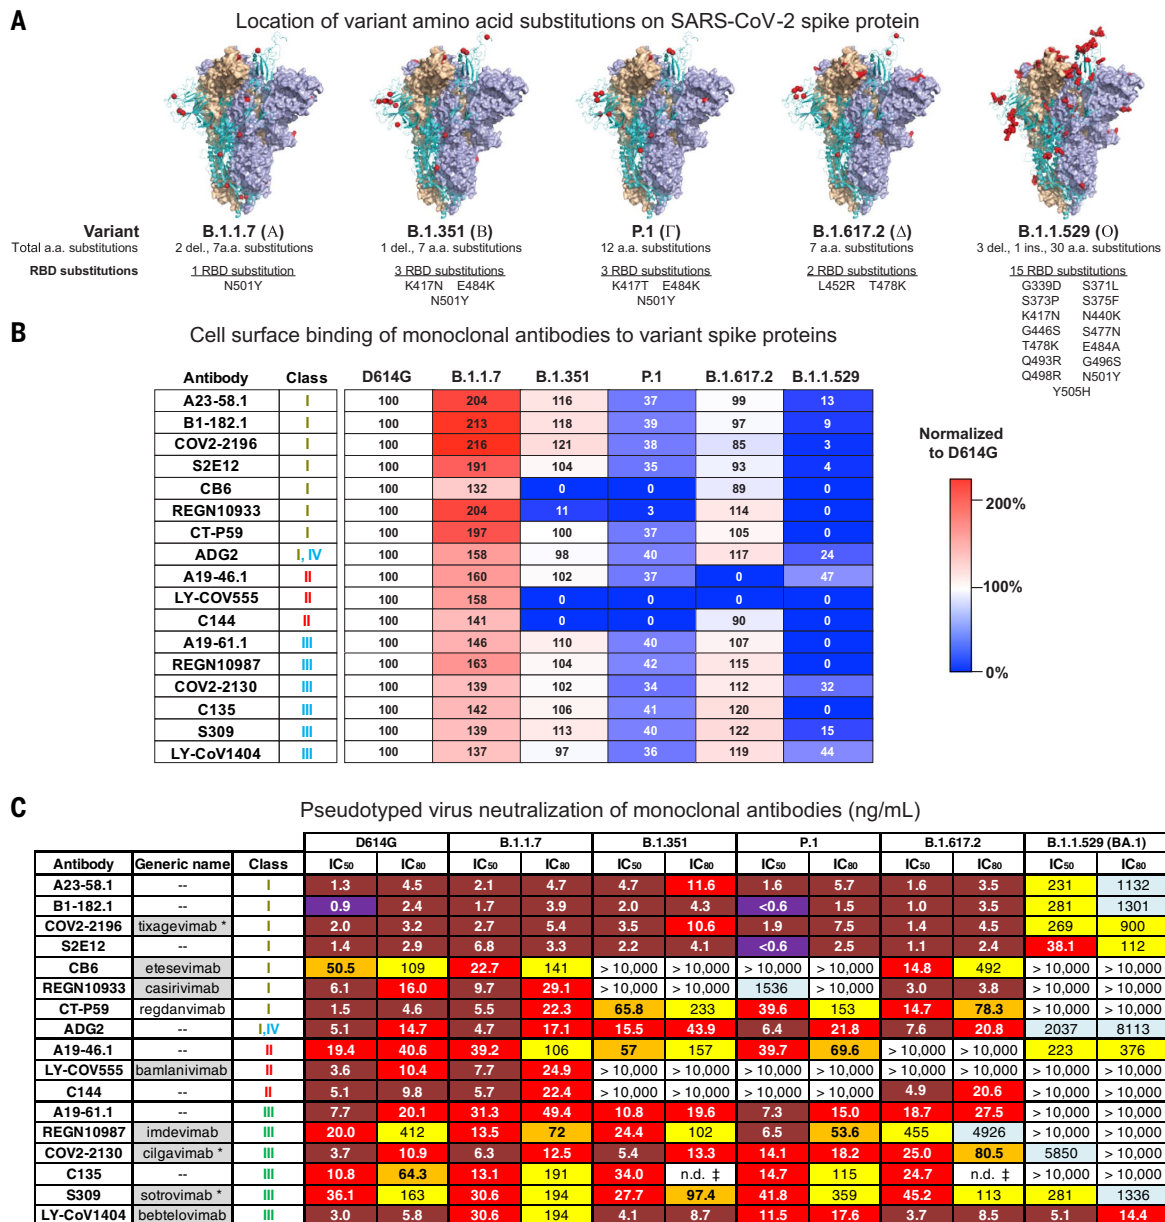 A
Location of variant amino acid substitutions on SARS-CoV-2 spike protein
Variant B.1.1.7 (A) B.1.351 (B) P.1 (Γ) B.1.617.2 (Δ) B.1.1.529 (O)
Total a.a. substitutions 2 del., 7a.a. substitutions 1 del., 7 a.a. substitutions 12 a.a. substitutions 7 a.a. substitutions 3 del., 1 ins., 30 a.a. substitutions
RBD substitutions 1 RBD substitution 3 RBD substitutions 3 RBD substitutions 2 RBD substitutions 15 RBD substitutions
N501Y K417N E484K K417T E484K L452R T478K G339D S371L
N501Y N501Y S373P S375F
K417N N440K
G446S S477N
T478K E484A
Q493R G496S
Q498R N501Y
Y505H
B
Cell surface binding of monoclonal antibodies to variant spike proteins
Antibody Class D614G B.1.1.7 B.1.351 P.1 B.1.617.2 B.1.1.529
A23-58.1 I 100 204 116 37 99 13
B1-182.1 I 100 213 118 39 97 9
COV2-2196 I 100 216 121 38 85 3
S2E12 I 100 191 104 35 93 4
CB6 I 100 132 0 0 89 0
REGN10933 I 100 204 11 3 114 0
CT-P59 I 100 197 100 37 105 0
ADG2 I, IV 100 158 98 40 117 24
A19-46.1 II 100 160 102 37 0 47
LY-COV555 II 100 158 0 0 0 0
C144 II 100 141 0 0 90 0
A19-61.1 III 100 146 110 40 107 0
REGN10987 III 100 163 104 42 115 0
COV2-2130 III 100 139 102 34 112 32
C135 III 100 142 106 41 120 0
S309 III 100 139 113 40 122 15
LY-CoV1404 III 100 137 97 36 119 44
Normalized
to D614G
200%
100%
0%
C
Pseudotyped virus neutralization of monoclonal antibodies (ng/mL)
D614G B.1.1.7 B.1.351 P.1 B.1.617.2 B.1.1.529 (BA.1)
Antibody Generic name Class IC50 IC80 IC50 IC80 IC50 IC80 IC50 IC80 IC50 IC80 IC50 IC80
A23-58.1 -- I 1.3 4.5 2.1 4.7 4.7 11.6 1.6 5.7 1.6 3.5 231 1132
B1-182.1 -- I 0.9 2.4 1.7 3.9 2.0 4.3 <0.6 1.5 1.0 3.5 281 1301
COV2-2196 tixagevimab * I 2.0 3.2 2.7 5.4 3.5 10.6 1.9 7.5 1.4 4.5 269 900
S2E12 -- I 1.4 2.9 6.8 3.3 2.2 4.1 <0.6 2.5 1.1 2.4 38.1 112
CB6 etesevimab I 50.5 109 22.7 141 > 10,000 > 10,000 > 10,000 > 10,000 14.8 492 > 10,000 > 10,000
REGN10933 casirivimab I 6.1 16.0 9.7 29.1 > 10,000 > 10,000 1536 > 10,000 3.0 3.8 > 10,000 > 10,000
CT-P59 regdanvimab I 1.5 4.6 5.5 22.3 65.8 233 39.6 153 14.7 78.3 > 10,000 > 10,000
ADG2 -- I,IV 5.1 14.7 4.7 17.1 15.5 43.9 6.4 21.8 7.6 20.8 2037 8113
A19-46.1 -- II 19.4 40.6 39.2 106 57 157 39.7 69.6 > 10,000 > 10,000 223 376
LY-COV555 bamlanivimab II 3.6 10.4 7.7 24.9 > 10,000 > 10,000 > 10,000 > 10,000 > 10,000 > 10,000 > 10,000 > 10,000
C144 -- II 5.1 9.8 5.7 22.4 > 10,000 > 10,000 > 10,000 > 10,000 4.9 20.6 > 10,000 > 10,000
A19-61.1 -- III 7.7 20.1 31.3 49.4 10.8 19.6 7.3 15.0 18.7 27.5 > 10,000 > 10,000
REGN10987 imdevimab III 20.0 412 13.5 72 24.4 102 6.5 53.6 455 4926 > 10,000 > 10,000
COV2-2130 cilgavimab * III 3.7 10.9 6.3 12.5 5.4 13.3 14.1 18.2 25.0 80.5 5850 > 10,000
C135 -- III 10.8 64.3 13.1 191 34.0 n.d. ‡ 14.7 115 24.7 n.d. ‡ > 10,000 > 10,000
S309 sotrovimab * III 36.1 163 30.6 194 27.7 97.4 41.8 359 45.2 113 281 1336
LY-CoV1404 bebtelovimab III 3.0 5.8 30.6 194 4.1 8.7 11.5 17.6 3.7 8.5 5.1 14.4